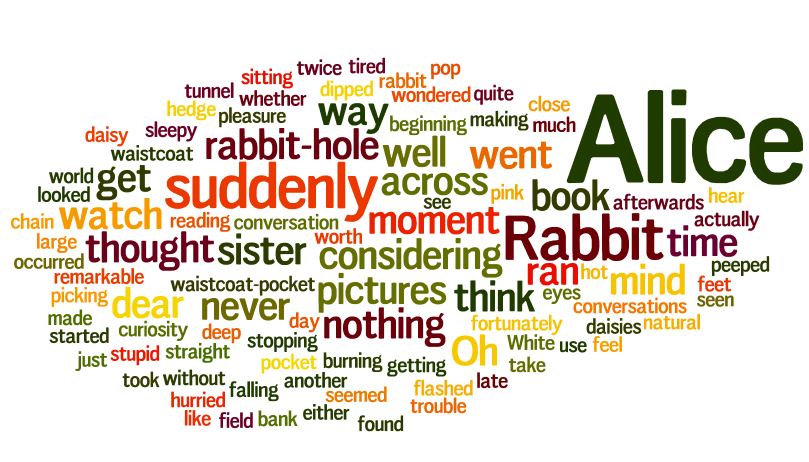 twice tired pop
sitting rabbit
tunnel whether dipped wondered quite
hedge pleasure way close
daisy sleepy beginning making much Alice
waistcoat rabbit-hole well went
world get suddenly across pink book afterwards hear
looked see
chain watch reading conversation moment Rabbit actually
large thought sister worth considering time
occurred ran hot mind peeped
remarkable waistcoat-pocket pictures think eyes feet
picking dear never conversations seen
made day nothing fortunately daisies natural
started curiosity deep stopping Oh White use feel
just stupid straight pocket burning getting take
took without falling another seemed flashed late
hurried trouble
like field bank either found